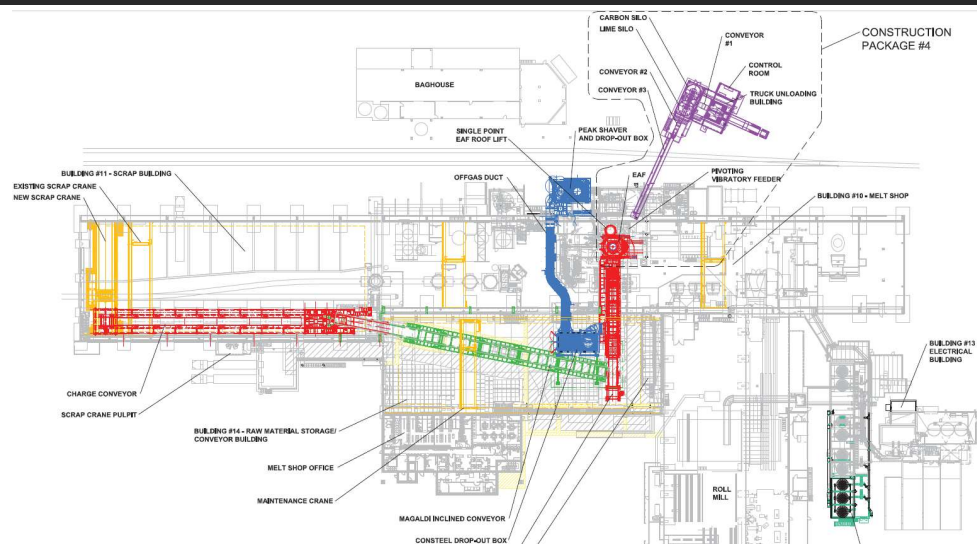 CARBON SILO
LIME SILO
CONVEYOR
#1
CONSTRUCTION
PACKAGE #4
CONVEYOR #2
CONTROL
ROOM
CONVEYOR #3
TRUCK UNLOADING
BUILDING
BAGHOUSE
SINGLE POINT
EAF ROOF LIFT
PEAK SHAVER
AND DROP-OUT BOX
BUILDING #11 - SCRAP BUILDING
OFFGAS DUCT
EAF
PIVOTING
VIBRATORY FEEDER
EXISTING SCRAP CRANE
NEW SCRAP CRANE
BUILDING #10 - MELT SHOP
BUILDING #13
ELECTRICAL
BUILDING
CHARGE CONVEYOR
SCRAP CRANE PULPIT
BUILDING #14 - RAW MATERIAL STORAGE/
CONVEYOR BUILDING
MELT SHOP OFFICE
MAINTENANCE CRANE
ROLL
MILL
MAGALDI INCLINED CONVEYOR
CONSTEEL DROP-OUT BOX